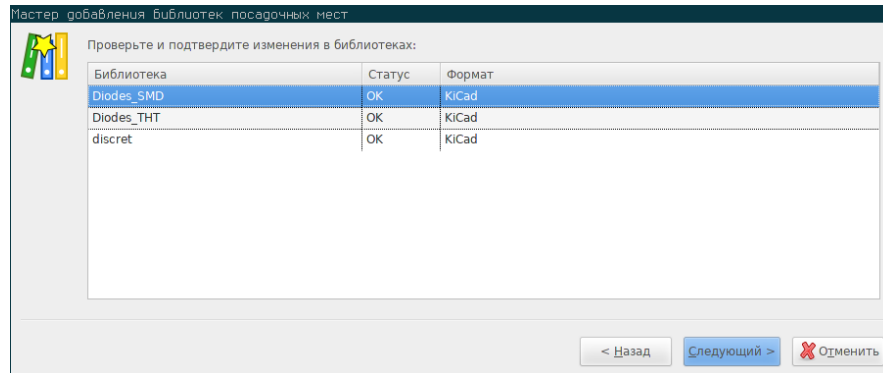 Мастер добавления библиотек посадочных мест
Проверьте и подтвердите изменения в библиотеках:
Библиотека Статус Формат
Diodes_SMD OK KiCad
Diodes_THT OK KiCad
discret OK KiCad
< Назад Следующий > Отменить